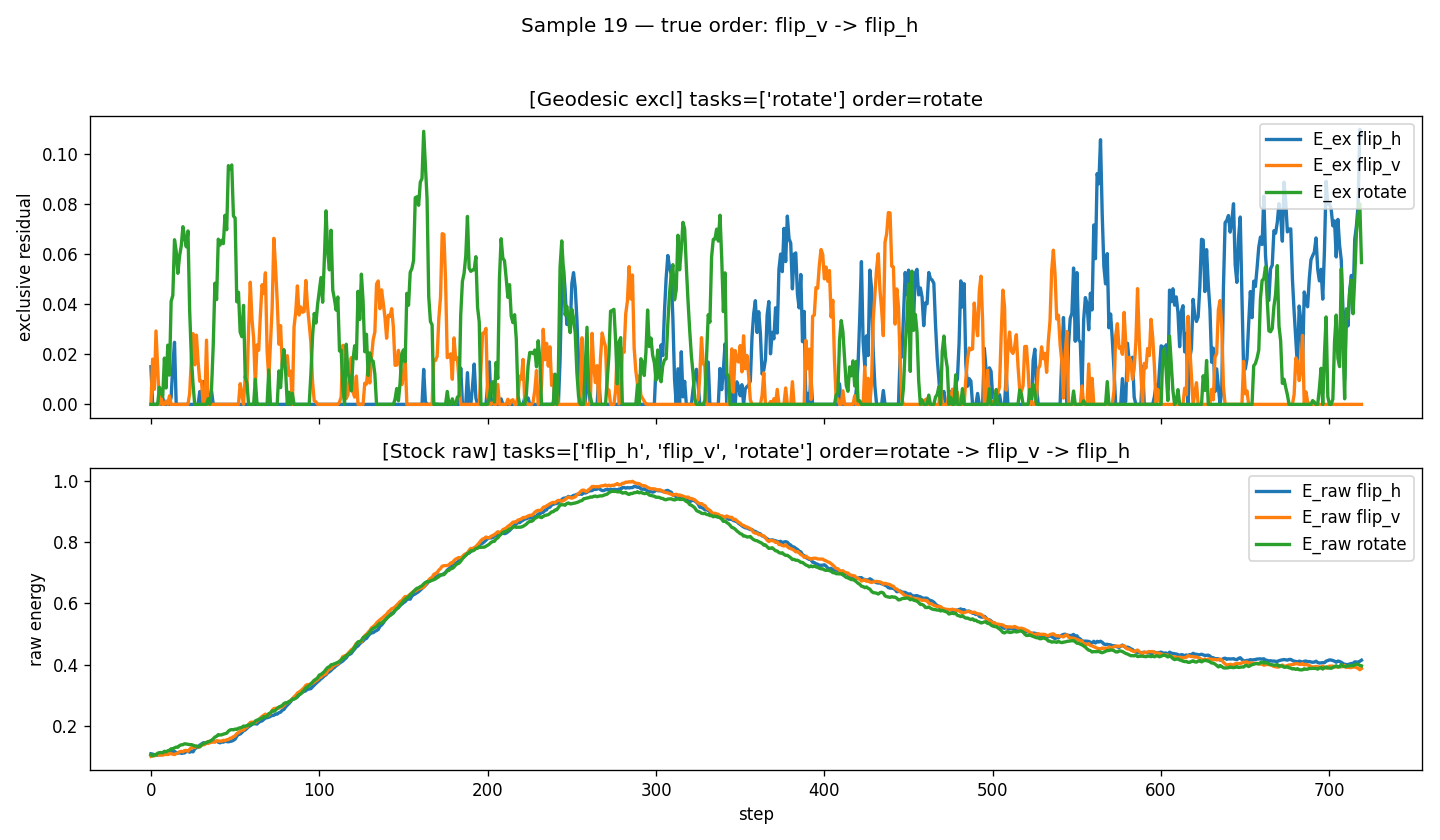 Sample 19 — true order: flip_v -> flip_h
[Geodesic excl] tasks=['rotate'] order=rotate
exclusive residual
0.10
0.08
0.06
0.04
0.02
0.00
E_ex flip_h
E_ex flip_v
E_ex rotate
[Stock raw] tasks=['flip_h', 'flip_v', 'rotate'] order=rotate -> flip_v -> flip_h
raw energy
1.0
0.8
0.6
0.4
0.2
E_raw flip_h
E_raw flip_v
E_raw rotate
0 100 200 300 400 500 600 700
step